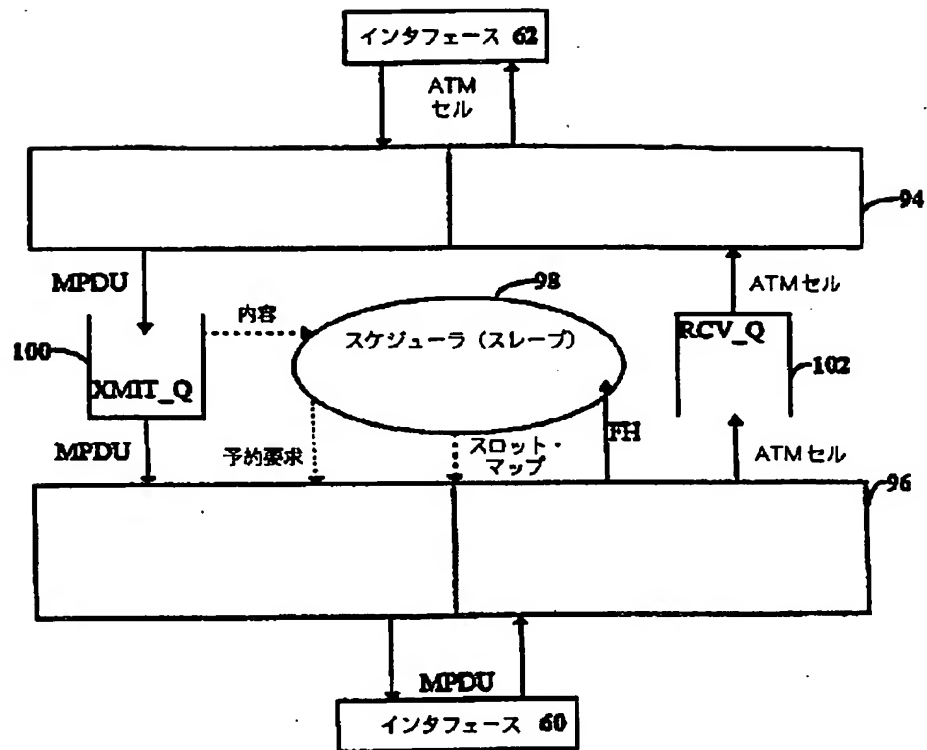 インタフェース 62
ATM
セル
94
MPDU
98
ATMセル
内容
スケジューラ（スレーブ）
RCV_Q
100
102
XMIT_Q
MPDU
予約要求
スロット・
マップ
FH
ATMセル
96
MPDU
インタフェース 60